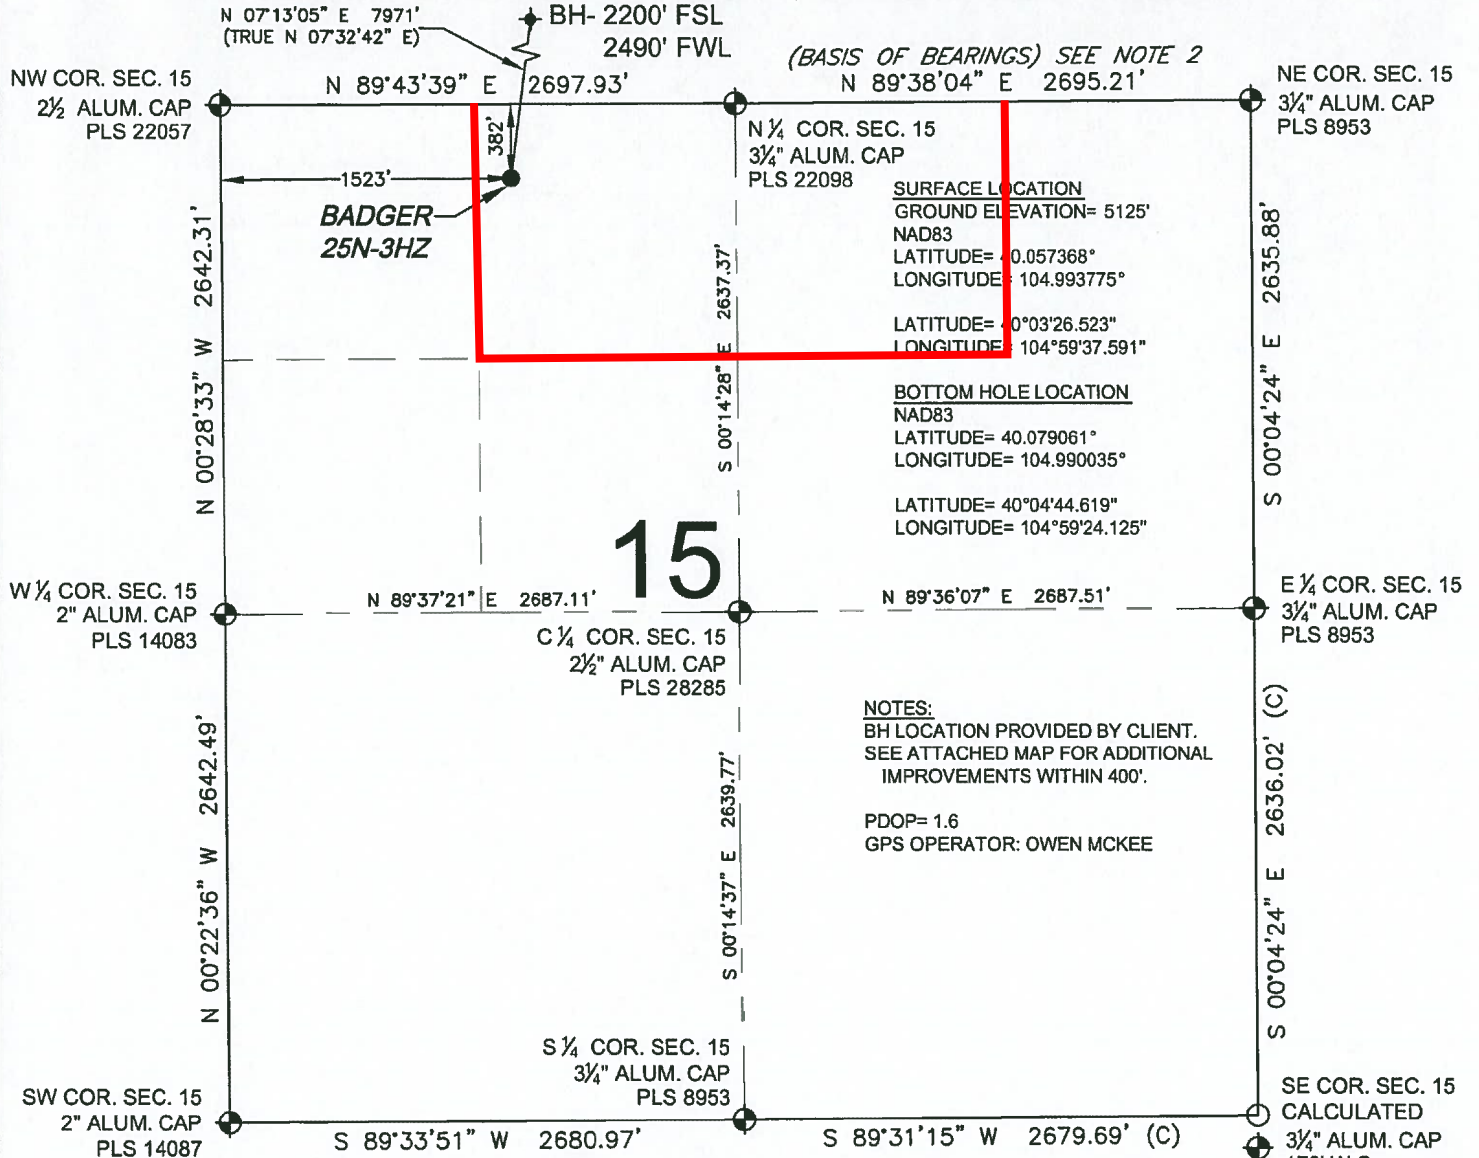 N 07°13'05" E 7971'
(TRUE N 07°32'42" E)
BH- 2200' FSL
2490' FWL
(BASIS OF BEARINGS) SEE NOTE 2
NW COR. SEC. 15
2½ ALUM. CAP
PLS 22057
N 89°43'39" E 2697.93'
N 89°38'04" E 2695.21'
NE COR. SEC. 15
3¼" ALUM. CAP
PLS 8953
382'
N ¼ COR. SEC. 15
3¼" ALUM. CAP
PLS 22098
1523'
BADGER
25N-3HZ
SURFACE LOCATION
GROUND ELEVATION= 5125'
NAD83
LATITUDE= 40.057368°
LONGITUDE= 104.993775°
LATITUDE= 40°03'26.523"
LONGITUDE= 104°59'37.591"
N 00°28'33" W 2642.31'
S 00°14'28" E 2637.37'
S 00°04'24" E 2635.88'
BOTTOM HOLE LOCATION
NAD83
LATITUDE= 40.079061°
LONGITUDE= 104.990035°
LATITUDE= 40°04'44.619"
LONGITUDE= 104°59'24.125"
15
W ¼ COR. SEC. 15
2" ALUM. CAP
PLS 14083
N 89°37'21" E 2687.11'
N 89°36'07" E 2687.51'
E ¼ COR. SEC. 15
3¼" ALUM. CAP
PLS 8953
C ¼ COR. SEC. 15
2½" ALUM. CAP
PLS 28285
NOTES:
BH LOCATION PROVIDED BY CLIENT.
SEE ATTACHED MAP FOR ADDITIONAL
IMPROVEMENTS WITHIN 400'.
PDOP= 1.6
GPS OPERATOR: OWEN MCKEE
N 00°22'36" W 2642.49'
S 00°14'37" E 2639.77'
S 00°04'24" E 2636.02' (C)
S ¼ COR. SEC. 15
3¼" ALUM. CAP
PLS 8953
SW COR. SEC. 15
2" ALUM. CAP
PLS 14087
S 89°33'51" W 2680.97'
S 89°31'15" W 2679.69' (C)
SE COR. SEC. 15
CALCULATED
3¼" ALUM. CAP